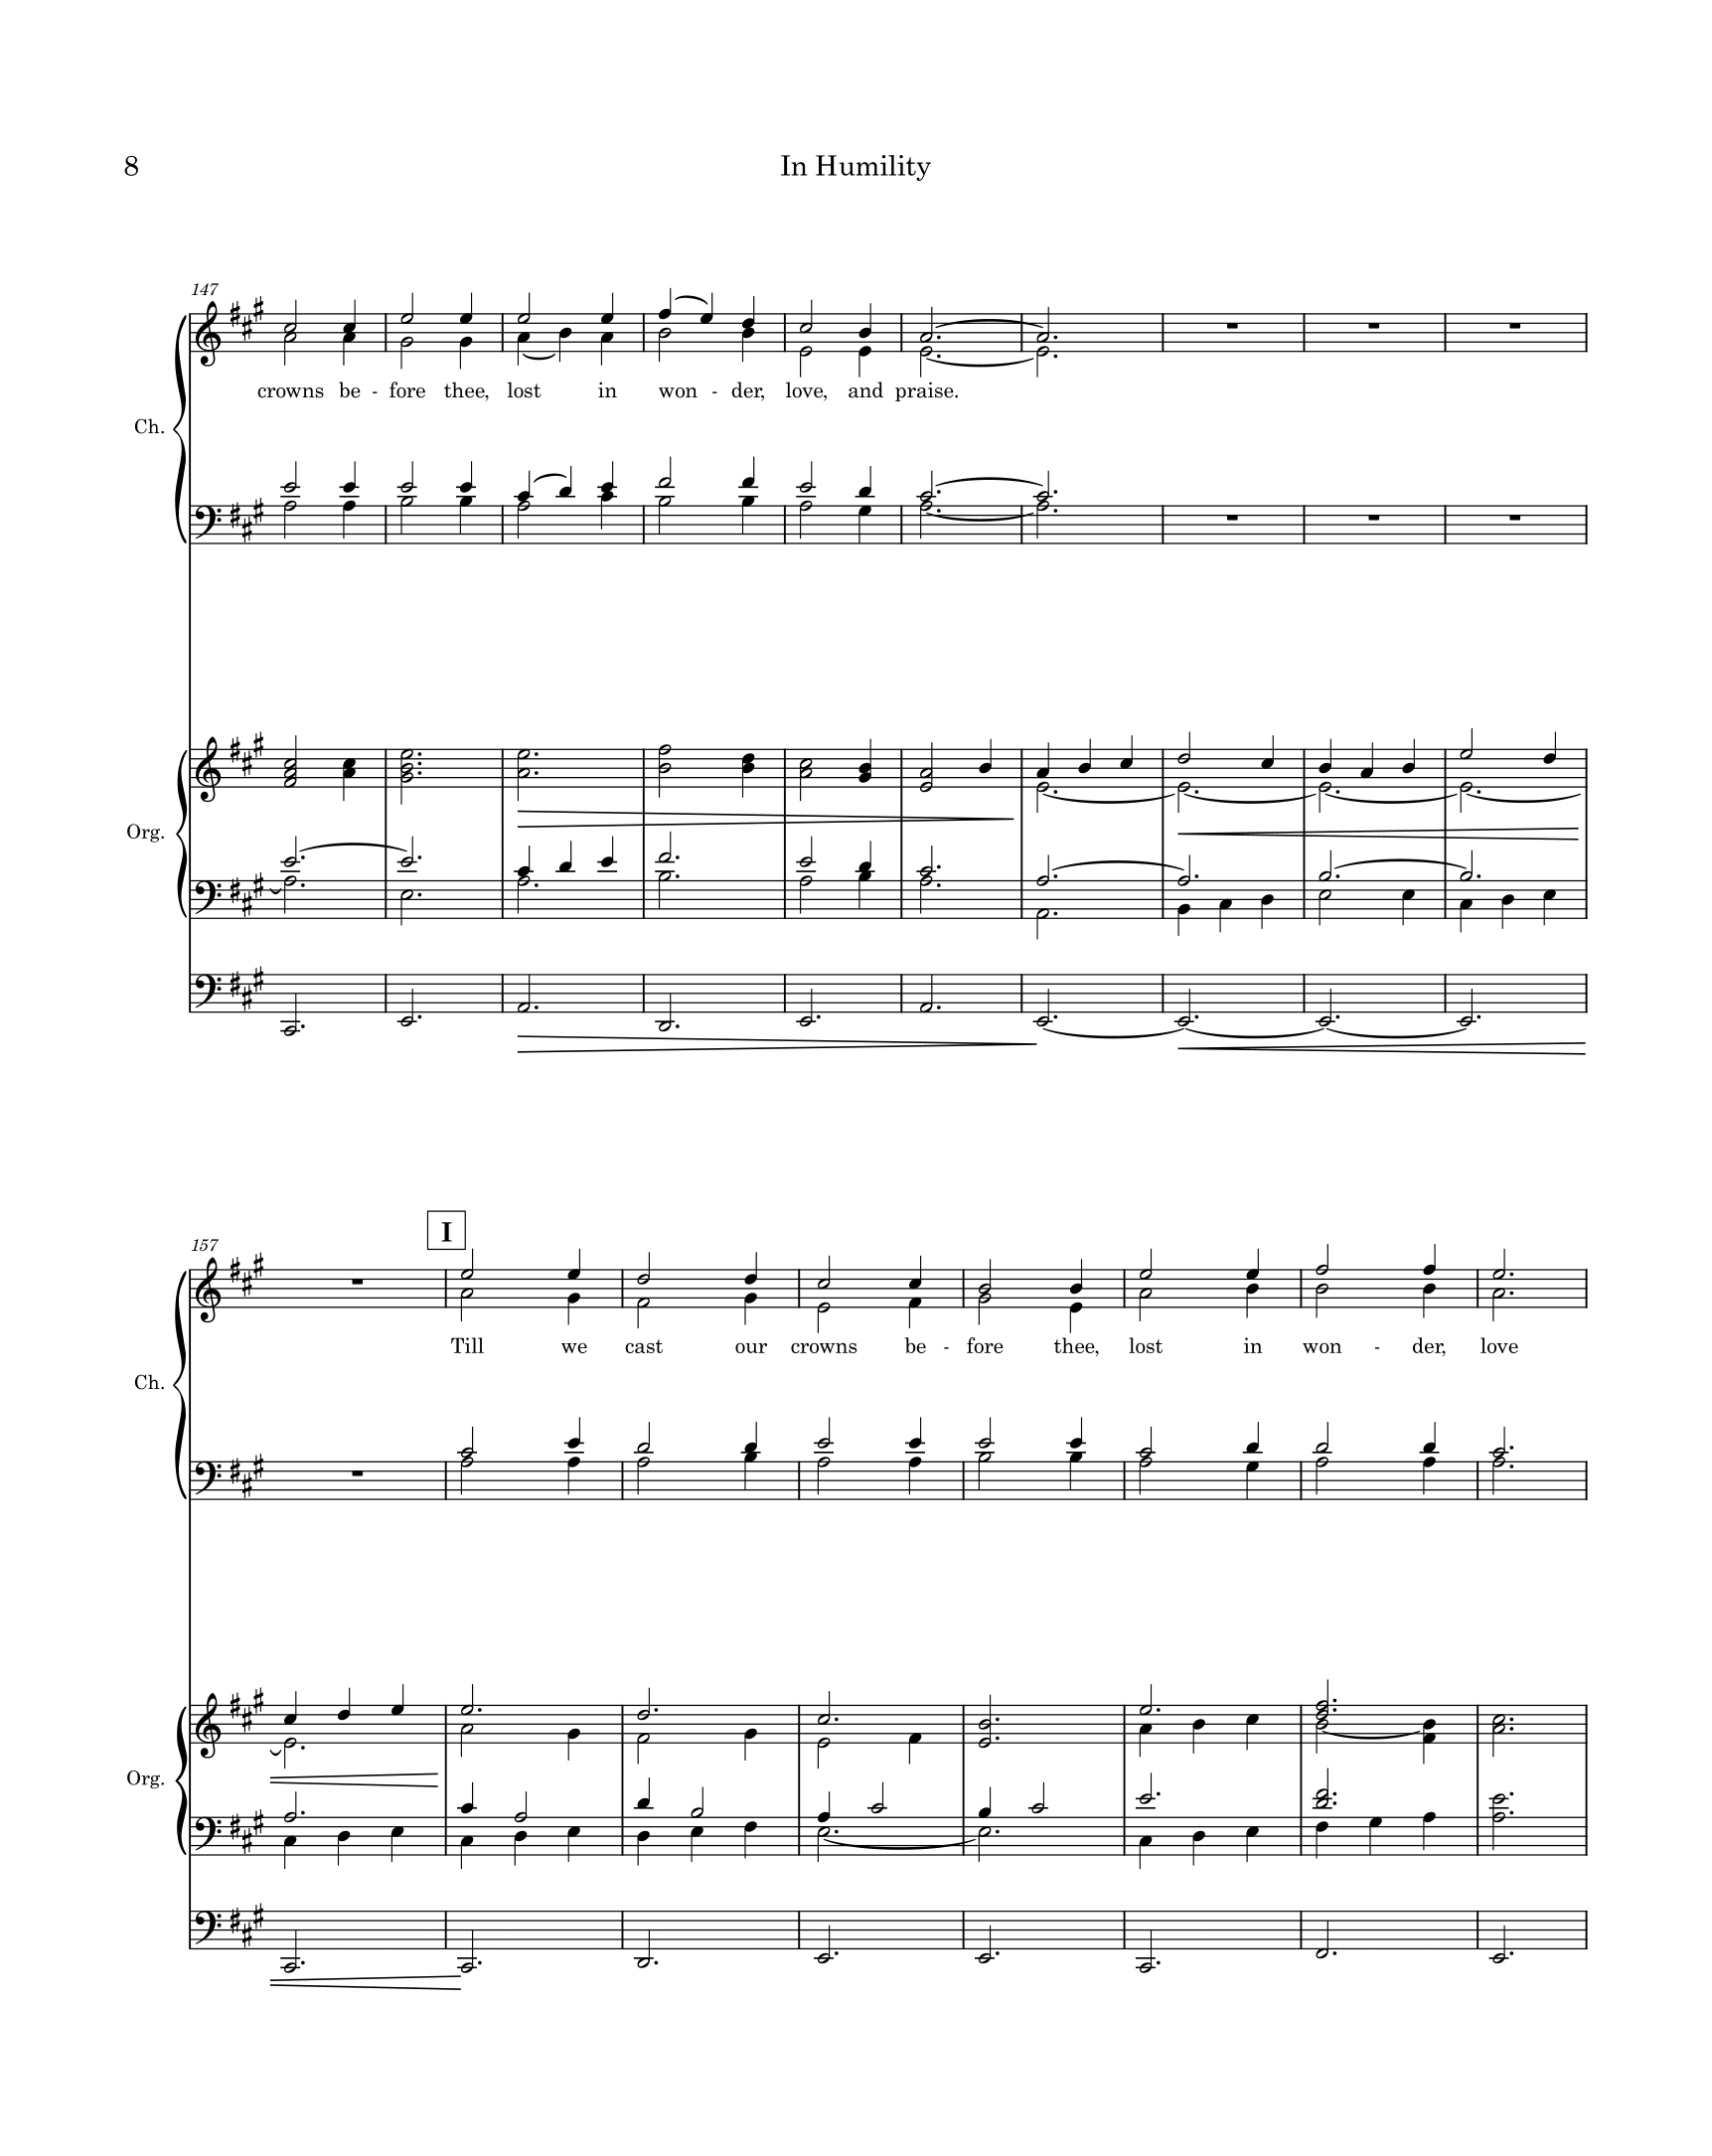 8 In Humility
147
crowns be - fore thee, lost in won - der, love, and praise.
Ch.
Org.
I
157
Till we cast our crowns be - fore thee, lost in won - der, love
Ch.
Org.